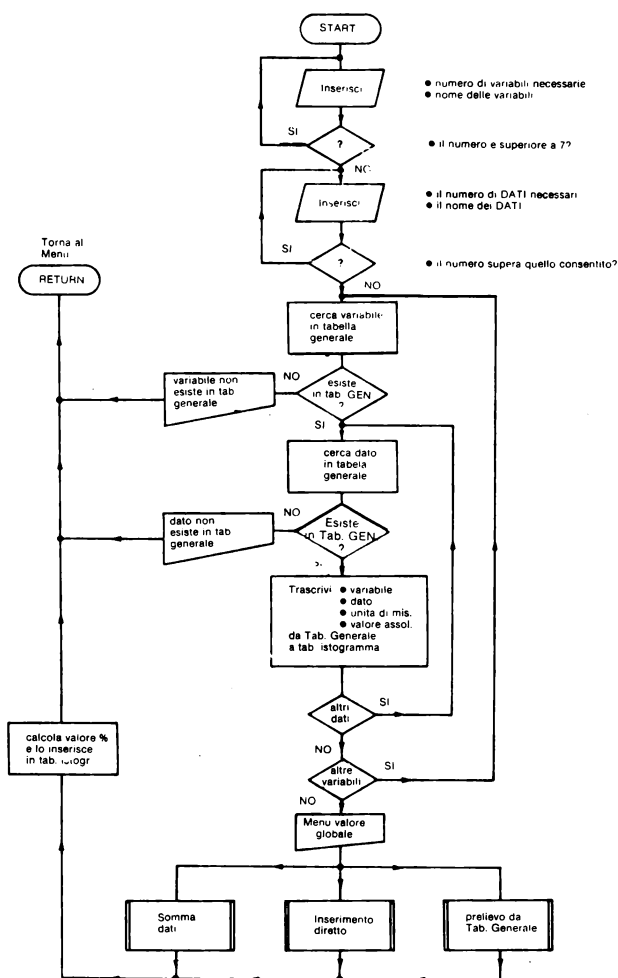 START
Inserisci
● numero di variabili necessarie
● nome delle variabili
SI
?
● il numero e superiore a 7?
NO
Inserisci
● il numero di DATI necessari
● il nome dei DATI
Torna al
Menu
SI
?
● il numero supera quello consentito?
RETURN
NO
cerca variabile
in tabella
generale
variabile non
esiste in tab
generale
NO
esiste
in tab. GEN
?
SI
cerca dato
in tabela
generale
dato non
esiste in tab
generale
NO
Esiste
in Tab. GEN
?
Trascrivi ● variabile
● dato
● unita di mis.
● valore assol.
da Tab. Generale
a tab istogramma
altri
dati
SI
calcola valore %
e lo inserisce
in tab. istogr
NO
altre
variabili
SI
NO
Menu valore
globale
Somma
dati
Inserimento
diretto
prelievo da
Tab. Generale